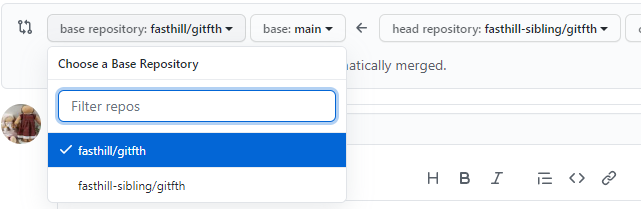 base repository: fasthill/gitfth base: main head repository: fasthill-sibling/gitfth
Choose a Base Repository
matically merged.
Filter repos
fasthill/gitfth
fasthill-sibling/gitfth
H B I